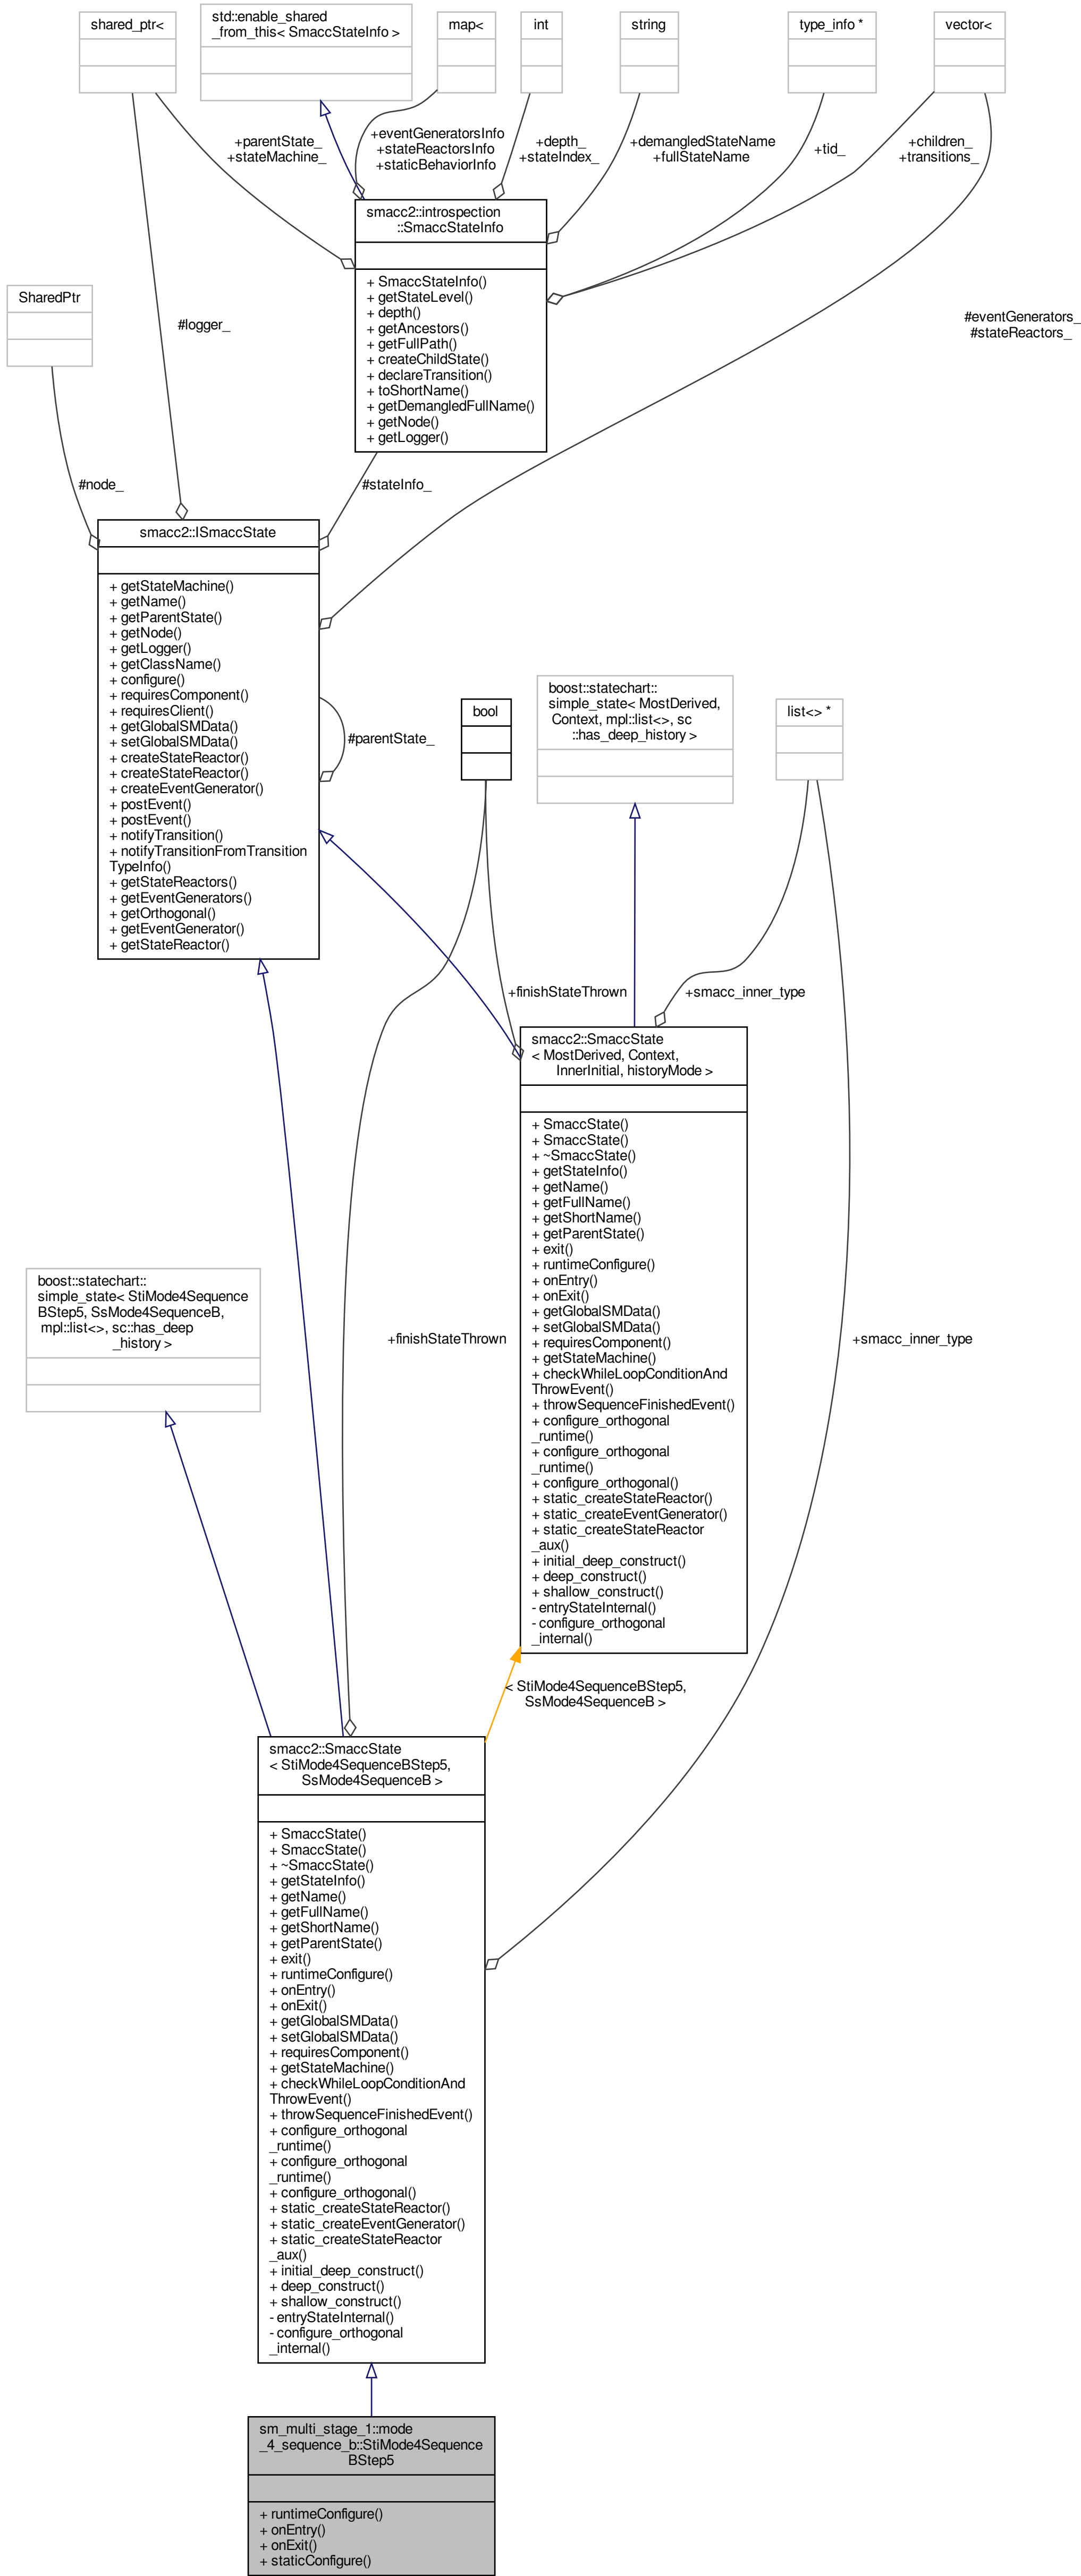 shared_ptr<
std::enable_shared
_from_this< SmaccStateInfo >
map<
int
string
type_info *
vector<
+parentState_
+stateMachine_
+eventGeneratorsInfo
+stateReactorsInfo
+staticBehaviorInfo
+depth_
+stateIndex_
+demangledStateName
+fullStateName
+tid_
+children_
+transitions_
smacc2::introspection
::SmaccStateInfo
+ SmaccStateInfo()
+ getStateLevel()
+ depth()
+ getAncestors()
+ getFullPath()
+ createChildState()
+ declareTransition()
+ toShortName()
+ getDemangledFullName()
+ getNode()
+ getLogger()
SharedPtr
#logger_
#eventGenerators_
#stateReactors_
#node_
#stateInfo_
smacc2::ISmaccState
+ getStateMachine()
+ getName()
+ getParentState()
+ getNode()
+ getLogger()
+ getClassName()
+ configure()
+ requiresComponent()
+ requiresClient()
+ getGlobalSMData()
+ setGlobalSMData()
+ createStateReactor()
+ createStateReactor()
+ createEventGenerator()
+ postEvent()
+ postEvent()
+ notifyTransition()
+ notifyTransitionFromTransition
TypeInfo()
+ getStateReactors()
+ getEventGenerators()
+ getOrthogonal()
+ getEventGenerator()
+ getStateReactor()
#parentState_
bool
boost::statechart::
simple_state< MostDerived,
Context, mpl::list<>, sc
::has_deep_history >
list<> *
+finishStateThrown
+smacc_inner_type
smacc2::SmaccState
< MostDerived, Context,
InnerInitial, historyMode >
+ SmaccState()
+ SmaccState()
+ ~SmaccState()
+ getStateInfo()
+ getName()
+ getFullName()
+ getShortName()
+ getParentState()
+ exit()
+ runtimeConfigure()
+ onEntry()
+ onExit()
+ getGlobalSMData()
+ setGlobalSMData()
+ requiresComponent()
+ getStateMachine()
+ checkWhileLoopConditionAnd
ThrowEvent()
+ throwSequenceFinishedEvent()
+ configure_orthogonal
_runtime()
+ configure_orthogonal
_runtime()
+ configure_orthogonal()
+ static_createStateReactor()
+ static_createEventGenerator()
+ static_createStateReactor
_aux()
+ initial_deep_construct()
+ deep_construct()
+ shallow_construct()
- entryStateInternal()
- configure_orthogonal
_internal()
boost::statechart::
simple_state< StiMode4Sequence
BStep5, SsMode4SequenceB,
mpl::list<>, sc::has_deep
_history >
+finishStateThrown
+smacc_inner_type
< StiMode4SequenceBStep5,
SsMode4SequenceB >
smacc2::SmaccState
< StiMode4SequenceBStep5,
SsMode4SequenceB >
+ SmaccState()
+ SmaccState()
+ ~SmaccState()
+ getStateInfo()
+ getName()
+ getFullName()
+ getShortName()
+ getParentState()
+ exit()
+ runtimeConfigure()
+ onEntry()
+ onExit()
+ getGlobalSMData()
+ setGlobalSMData()
+ requiresComponent()
+ getStateMachine()
+ checkWhileLoopConditionAnd
ThrowEvent()
+ throwSequenceFinishedEvent()
+ configure_orthogonal
_runtime()
+ configure_orthogonal
_runtime()
+ configure_orthogonal()
+ static_createStateReactor()
+ static_createEventGenerator()
+ static_createStateReactor
_aux()
+ initial_deep_construct()
+ deep_construct()
+ shallow_construct()
- entryStateInternal()
- configure_orthogonal
_internal()
sm_multi_stage_1::mode
_4_sequence_b::StiMode4Sequence
BStep5
+ runtimeConfigure()
+ onEntry()
+ onExit()
+ staticConfigure()